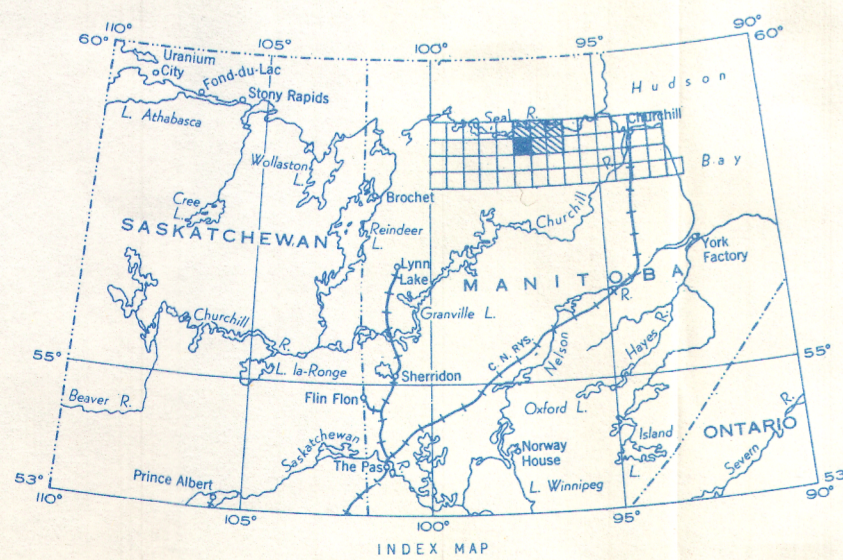 110°
105°
100°
95°
90°
60°
60°
Uranium
City
Fond-du-Lac
Stony Rapids
L. Athabasca
Hudson
Bay
Seal R.
Churchill
R.
Wollaston
L.
Cree
L.
Brochet
Reindeer
L.
Churchill
SASKATCHEWAN
Lynn
Lake
MANITOBA
York
Factory
Granville L.
R.
Churchill
R.
C. N. RYS.
Nelson
Hayes R.
55°
55°
L. la-Ronge
Sherridon
Beaver R.
Flin Flon
Oxford L.
Island
L.
ONTARIO
Saskatchewan
R.
The Pas
Norway
House
Severn
R.
Prince Albert
L. Winnipeg
53°
53
110°
105°
100°
95°
90°
INDEX MAP